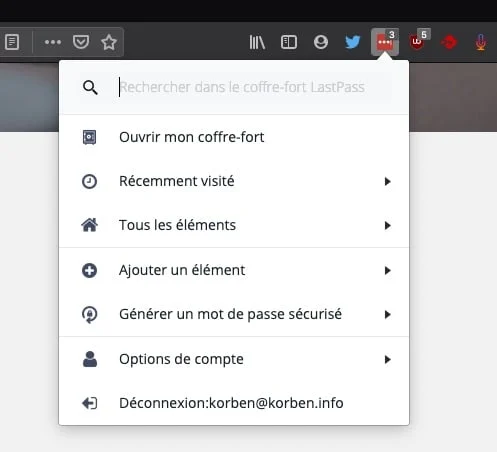 3
5
Rechercher dans le coffre-fort LastPass
Ouvrir mon coffre-fort
Récemment visité
Tous les éléments
Ajouter un élément
Générer un mot de passe sécurisé
Options de compte
Déconnexion:korben@korben.info